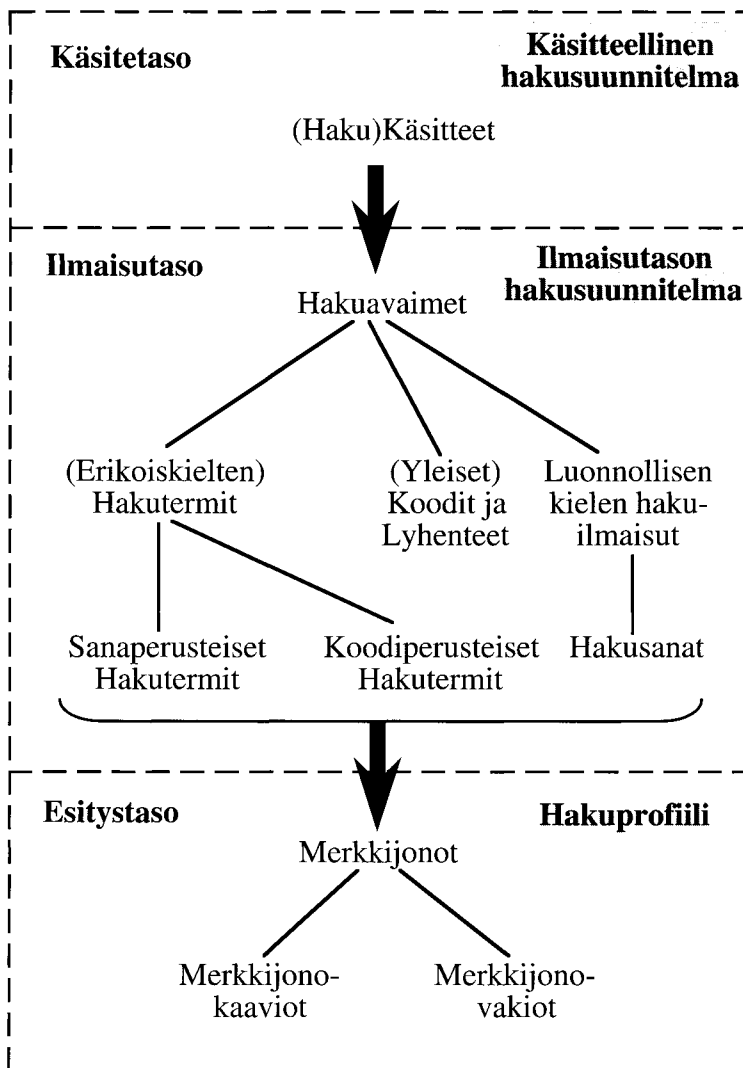 Käsitetaso
Käsitteellinen
hakusuunnitelma
(Haku)Käsitteet
Ilmaisutaso
Ilmaisutason
hakusuunnitelma
Hakuavaimet
(Erikoiskielten)
Hakutermit
(Yleiset)
Koodit ja
Lyhenteet
Luonnollisen
kielen haku-
ilmaisut
Sanaperusteiset
Hakutermit
Koodiperusteiset
Hakutermit
Hakusanat
Esitystaso
Hakuprofiili
Merkkijonot
Merkkijono-
kaaviot
Merkkijono-
vakiot